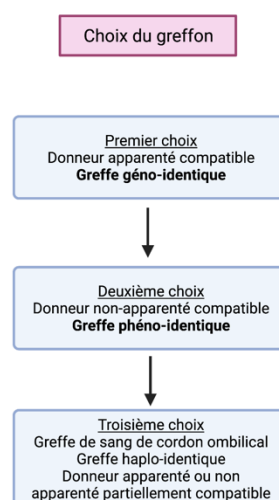 Choix du greffon
Premier choix
Donneur apparenté compatible
Greffe géno-identique
Deuxième choix
Donneur non-apparenté compatible
Greffe phéno-identique
Troisième choix
Greffe de sang de cordon ombilical
Greffe haplo-identique
Donneur apparenté ou non
apparenté partiellement compatible